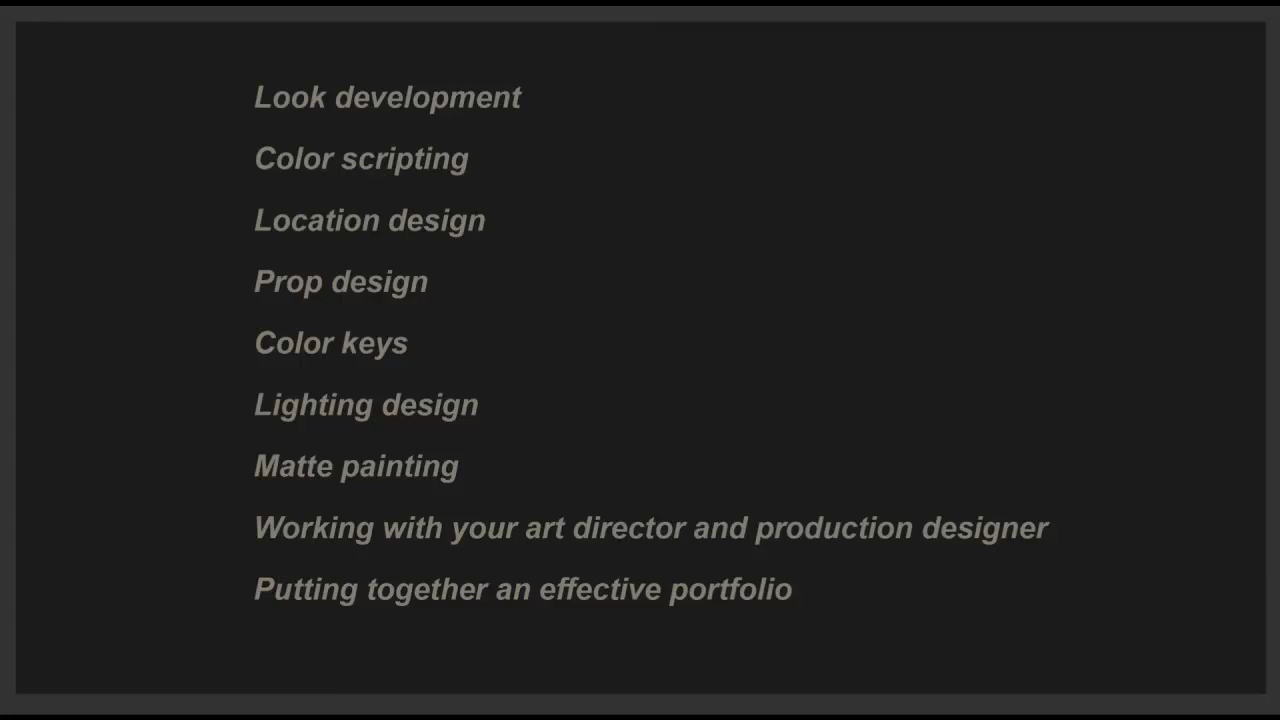 Look development
Color scripting
Location design
Prop design
Color keys
Lighting design
Matte painting
Working with your art director and production designer
Putting together an effective portfolio